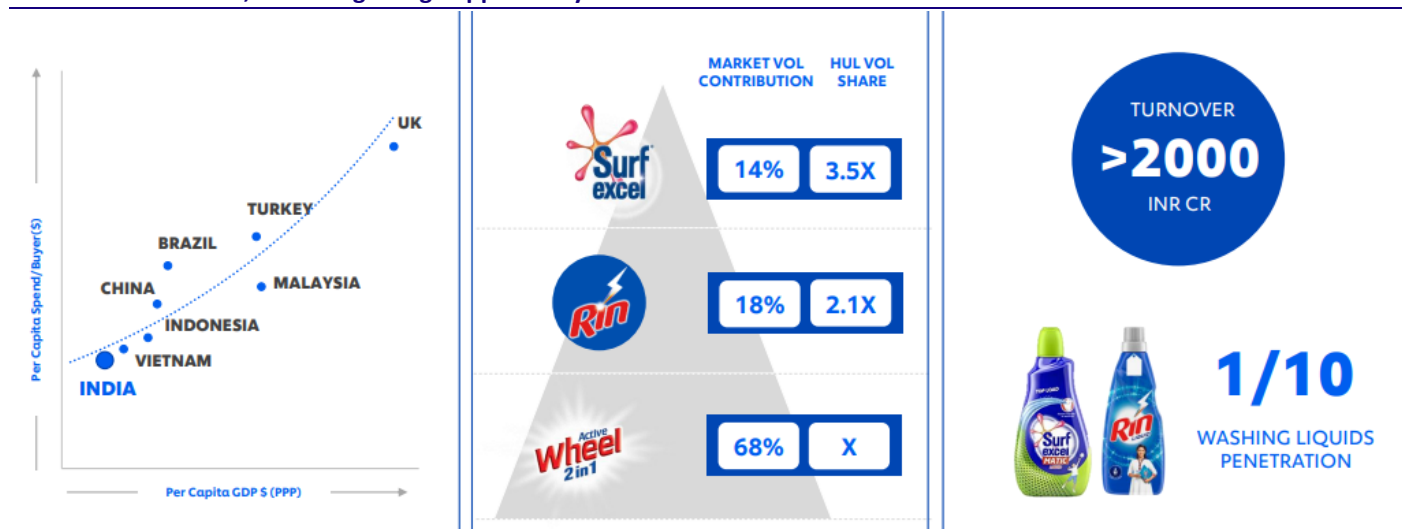 Per Capita Spend/Buyer($)
UK
TURKEY
BRAZIL
MALAYSIA
CHINA
INDONESIA
VIETNAM
INDIA
Per Capita GDP $ (PPP)
MARKET VOL
CONTRIBUTION
HUL VOL
SHARE
Surf
excel
14%
3.5X
Rin
18%
2.1X
Active
Wheel
2in1
68%
X
TURNOVER
>2000
INR CR
Surf
excel
MATIC
Rin
LIQUID
1/10
WASHING LIQUIDS
PENETRATION